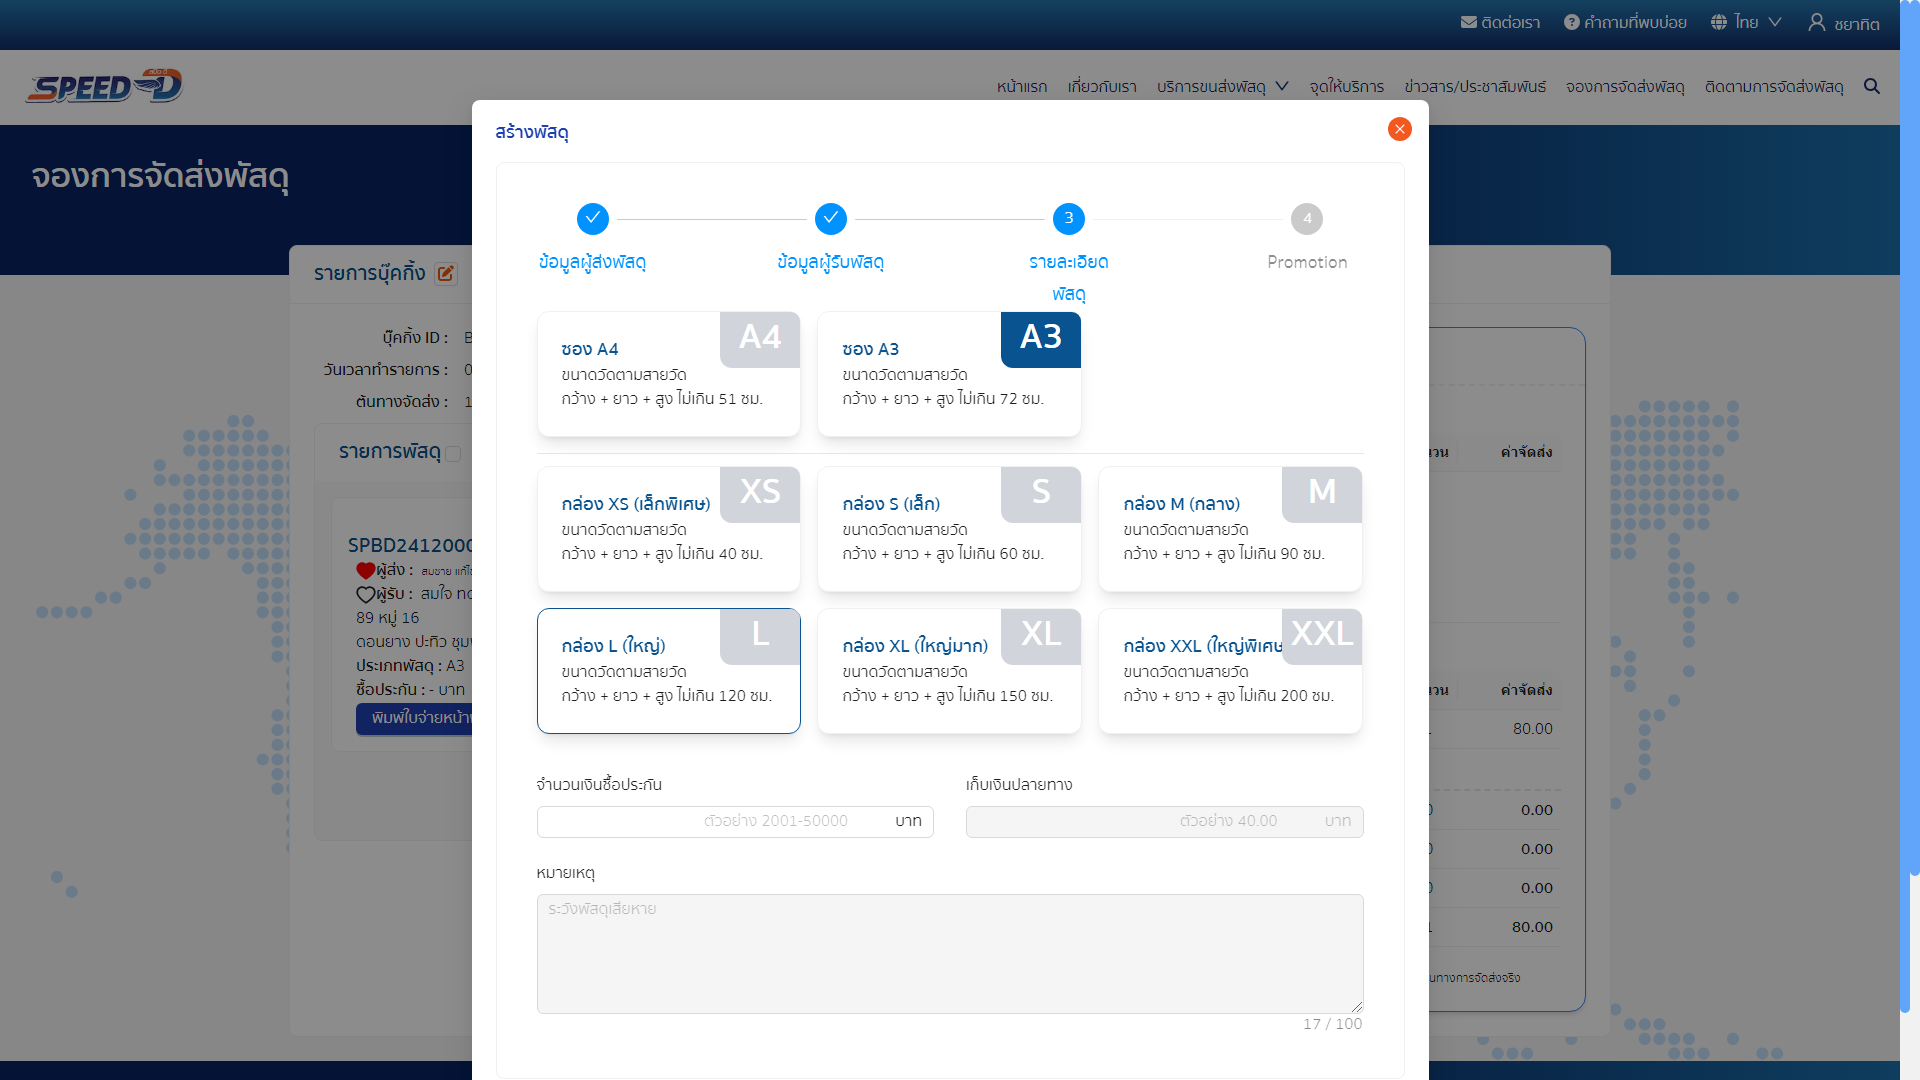 ติดต่อเรา
คำถามที่พบบ่อย
ไทย
ชยาทิต
SPEED D
หน้าแรก
เกี่ยวกับเรา
บริการขนส่งพัสดุ
จุดให้บริการ
ข่าวสาร/ประชาสัมพันธ์
จองการจัดส่งพัสดุ
ติดตามการจัดส่งพัสดุ
จองการจัดส่งพัสดุ
รายการบุ๊คกิ้ง
บุ๊คกิ้ง ID :
วันเวลาทำรายการ : 0
ต้นทางจัดส่ง : 1
รายการพัสดุ
SPBD2412000
ผู้ส่ง : สมชาย
ผู้รับ : สมใจ
89 หมู่ 16
ดอนยาง ปะทิว
ประเภทพัสดุ : A3
ซื้อประกัน : - บาท
สร้างพัสดุ
ข้อมูลผู้ส่งพัสดุ
ข้อมูลผู้รับพัสดุ
3
รายละเอียด
พัสดุ
4
Promotion
ซอง A4
A4
ขนาดวัดตามสายวัด
กว้าง + ยาว + สูง ไม่เกิน 51 ซม.
ซอง A3
A3
ขนาดวัดตามสายวัด
กว้าง + ยาว + สูง ไม่เกิน 72 ซม.
กล่อง XS (เล็กพิเศษ)
XS
ขนาดวัดตามสายวัด
กว้าง + ยาว + สูง ไม่เกิน 40 ซม.
กล่อง S (เล็ก)
S
ขนาดวัดตามสายวัด
กว้าง + ยาว + สูง ไม่เกิน 60 ซม.
กล่อง M (กลาง)
M
ขนาดวัดตามสายวัด
กว้าง + ยาว + สูง ไม่เกิน 90 ซม.
กล่อง L (ใหญ่)
L
ขนาดวัดตามสายวัด
กว้าง + ยาว + สูง ไม่เกิน 120 ซม.
กล่อง XL (ใหญ่มาก)
XL
ขนาดวัดตามสายวัด
กว้าง + ยาว + สูง ไม่เกิน 150 ซม.
กล่อง XXL (ใหญ่พิเศษ
XXL
ขนาดวัดตามสายวัด
กว้าง + ยาว + สูง ไม่เกิน 200 ซม.
จำนวนเงินซื้อประกัน
ตัวอย่าง 2001-50000 บาท
เก็บเงินปลายทาง
ตัวอย่าง 40.00 บาท
หมายเหตุ
ระวังพัสดุเสียหาย
17 / 100
ค่าจัดส่ง
ค่าจัดส่ง
80.00
0.00
0.00
0.00
80.00